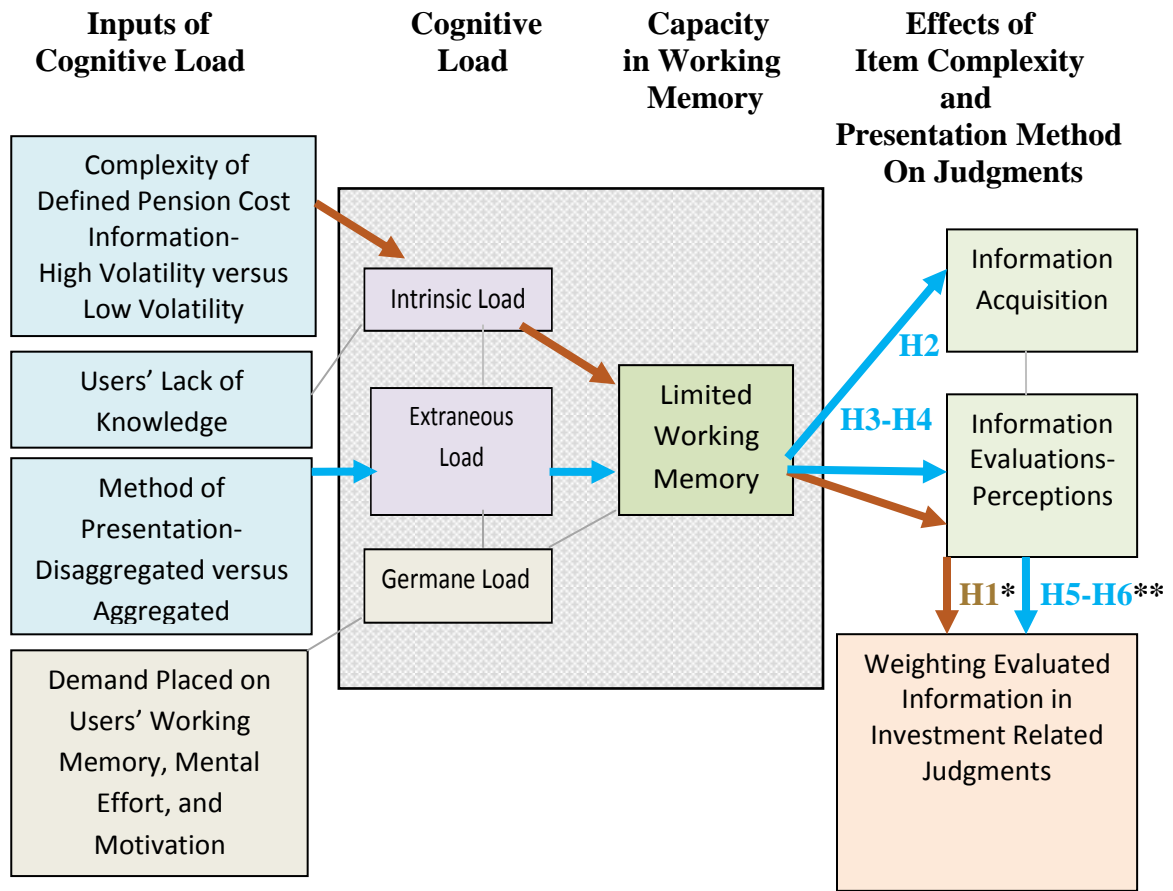 Inputs of
Cognitive Load
Cognitive
Load
Capacity
in Working
Memory
Effects of
Item Complexity
and
Presentation Method
On Judgments
Complexity of
Defined Pension Cost
Information-
High Volatility versus
Low Volatility
Users' Lack of
Knowledge
Method of
Presentation-
Disaggregated versus
Aggregated
Demand Placed on
Users' Working
Memory, Mental
Effort, and
Motivation
Intrinsic Load
Extraneous
Load
Germane Load
Limited
Working
Memory
H2
H3-H4
Information
Acquisition
Information
Evaluations-
Perceptions
H1*
H5-H6**
Weighting Evaluated
Information in
Investment Related
Judgments